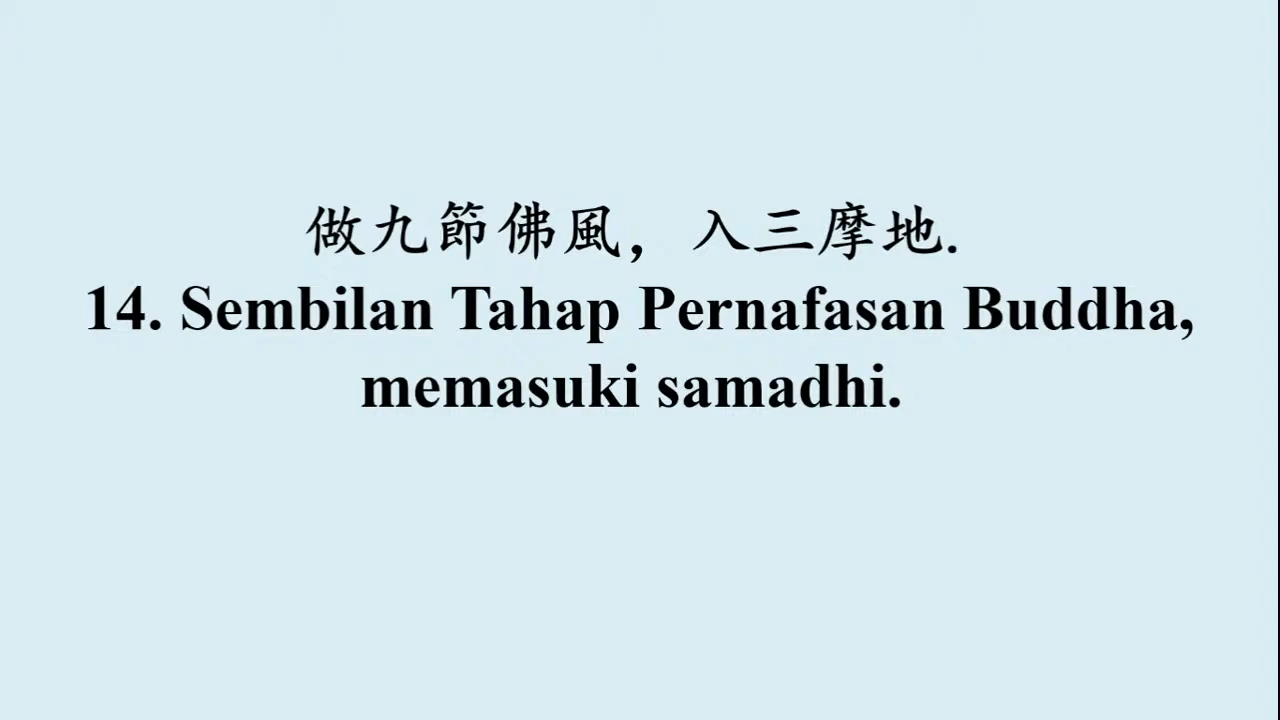 做九節佛風，入三摩地.
14. Sembilan Tahap Pernafasan Buddha,
memasuki samadhi.